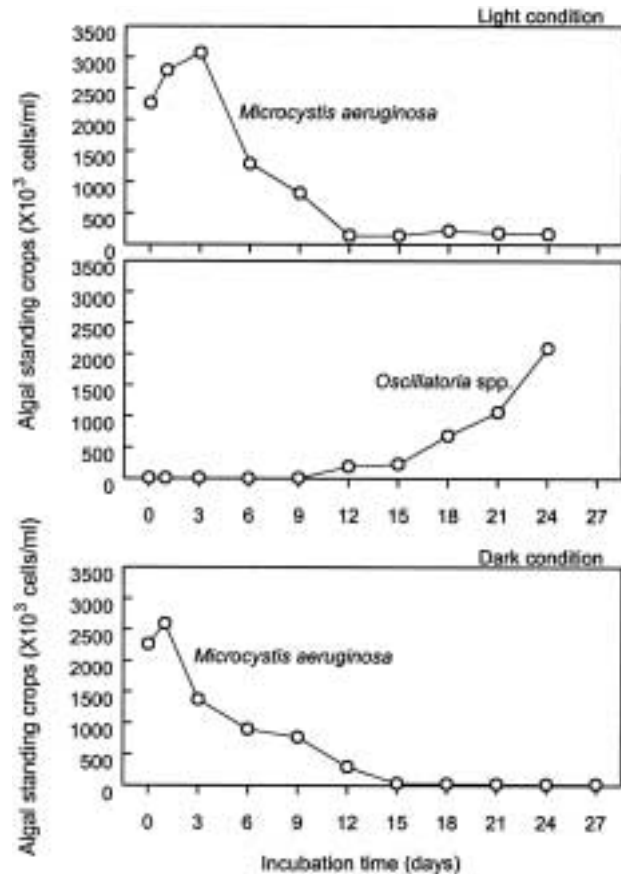 Light condition
Algal standing crops (X10³ cells/ml)
3500
3000
2500
1500
1000
500
0
Microcystis aeruginosa
3500
3000
2500
2000
1500
1000
500
0
Oscillatoria spp.
0 3 6 9 12 15 18 21 24 27
Dark condition
Algal standing crops (X10³ cells/ml)
3500
3000
2500
2000
1500
1000
500
0
Microcystis aeruginosa
0 3 6 9 12 15 18 21 24 27
Incubation time (days)